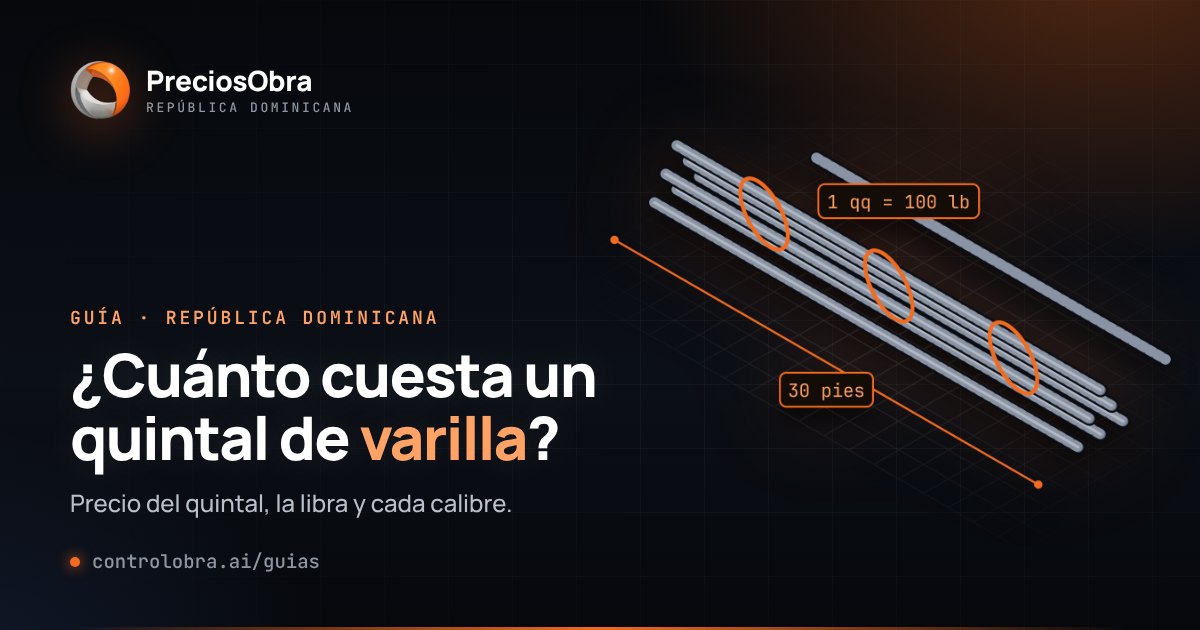 PreciosObra
REPÚBLICA DOMINICANA
GUÍA · REPÚBLICA DOMINICANA
¿Cuánto cuesta un
quintal de varilla?
Precio del quintal, la libra y cada calibre.
controlobra.ai/guias
1 qq = 100 lb
30 pies